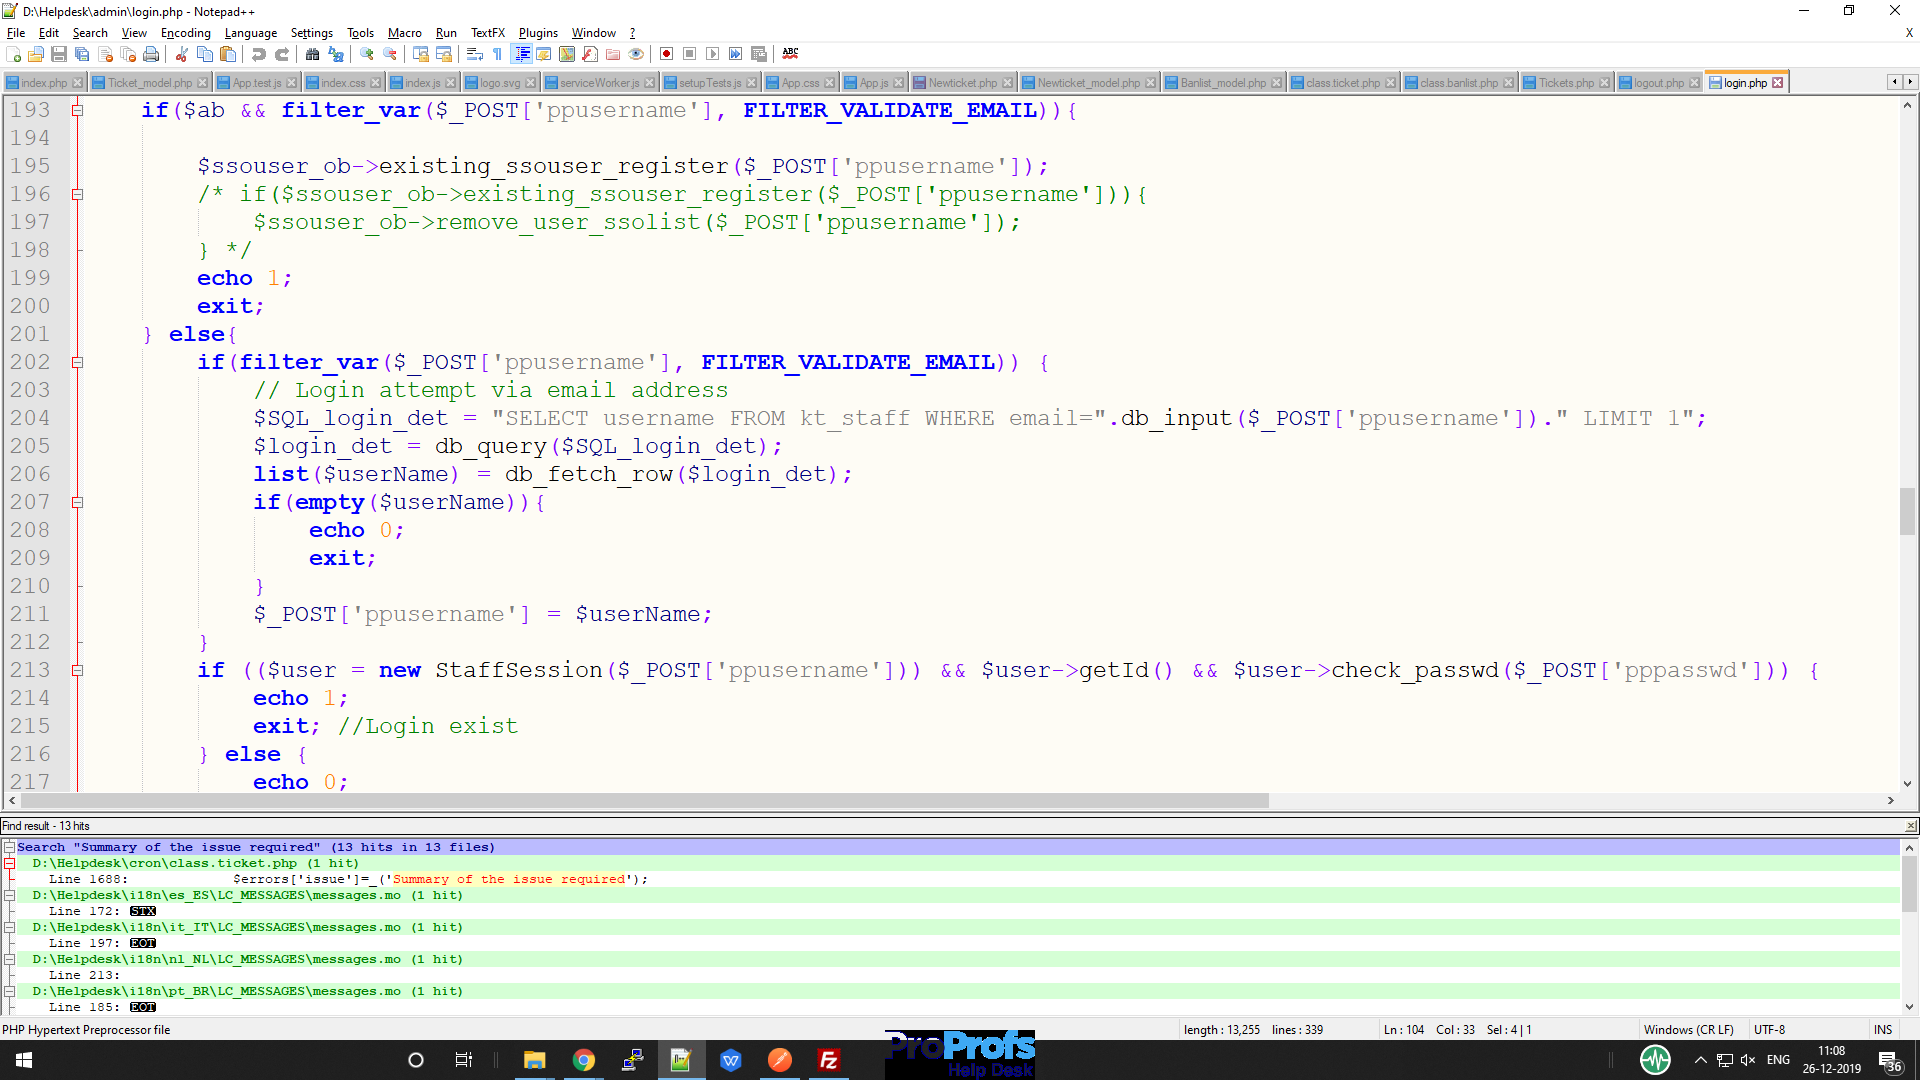 D:\Helpdesk\admin\login.php - Notepad++
File Edit Search View Encoding Language Settings Tools Macro Run TextFX Plugins Window ? X
index.php Ticket_model.php App.test.js index.css index.js logo.svg serviceWorker.js setupTests.js App.css App.js Newticket.php Newticket_model.php Banlist_model.php class.ticket.php class.banlist.php Tickets.php logout.php login.php
193 if($ab && filter_var($_POST['ppusername'], FILTER_VALIDATE_EMAIL)){
194
195 $ssouser_ob->existing_ssouser_register($_POST['ppusername']);
196 /* if($ssouser_ob->existing_ssouser_register($_POST['ppusername'])){
197 $ssouser_ob->remove_user_ssolist($_POST['ppusername']);
198 } */
199 echo 1;
200 exit;
201 } else{
202 if(filter_var($_POST['ppusername'], FILTER_VALIDATE_EMAIL)) {
203 // Login attempt via email address
204 $SQL_login_det = "SELECT username FROM kt_staff WHERE email=".db_input($_POST['ppusername'])." LIMIT 1";
205 $login_det = db_query($SQL_login_det);
206 list($userName) = db_fetch_row($login_det);
207 if(empty($userName)){
208 echo 0;
209 exit;
210 }
211 $_POST['ppusername'] = $userName;
212 }
213 if (($user = new StaffSession($_POST['ppusername'])) && $user->getId() && $user->check_passwd($_POST['pppasswd'])) {
214 echo 1;
215 exit; //Login exist
216 } else {
217 echo 0;
Find result - 13 hits
Search "Summary of the issue required" (13 hits in 13 files)
D:\Helpdesk\cron\class.ticket.php (1 hit)
Line 1688: $errors['issue']=_('Summary of the issue required');
D:\Helpdesk\i18n\es_ES\LC_MESSAGES\messages.mo (1 hit)
Line 172: STX
D:\Helpdesk\i18n\it_IT\LC_MESSAGES\messages.mo (1 hit)
Line 197: EOT
D:\Helpdesk\i18n\nl_NL\LC_MESSAGES\messages.mo (1 hit)
Line 213:
D:\Helpdesk\i18n\pt_BR\LC_MESSAGES\messages.mo (1 hit)
Line 185: EOT
PHP Hypertext Preprocessor file length : 13,255 lines : 339 Ln : 104 Col : 33 Sel : 4 | 1 Windows (CR LF) UTF-8 INS
ProProfs
Help Desk
ENG
11:08
26-12-2019
36